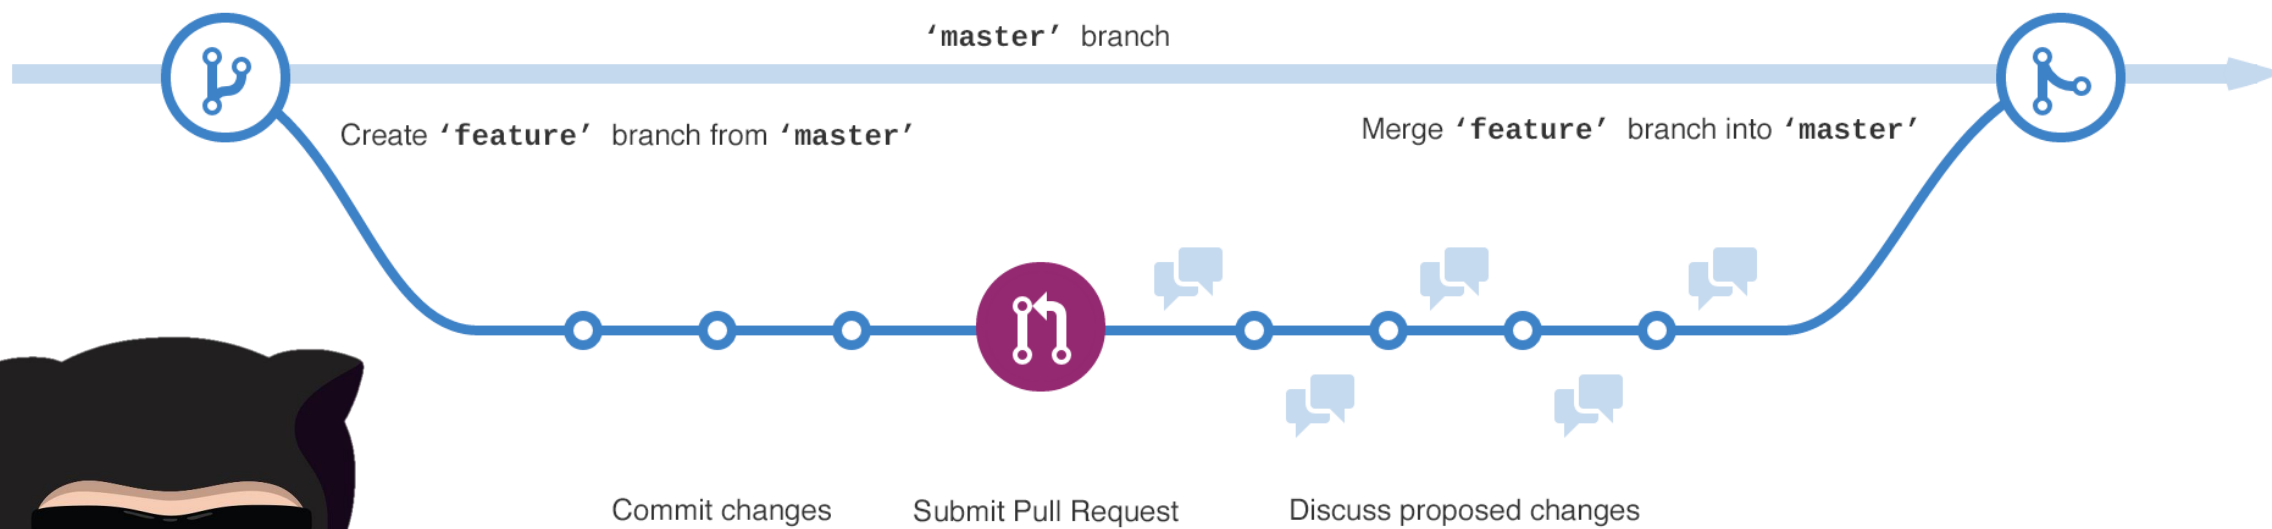 ‘master’ branch
Create ‘feature’ branch from ‘master’
Merge ‘feature’ branch into ‘master’
Commit changes
Submit Pull Request
Discuss proposed changes